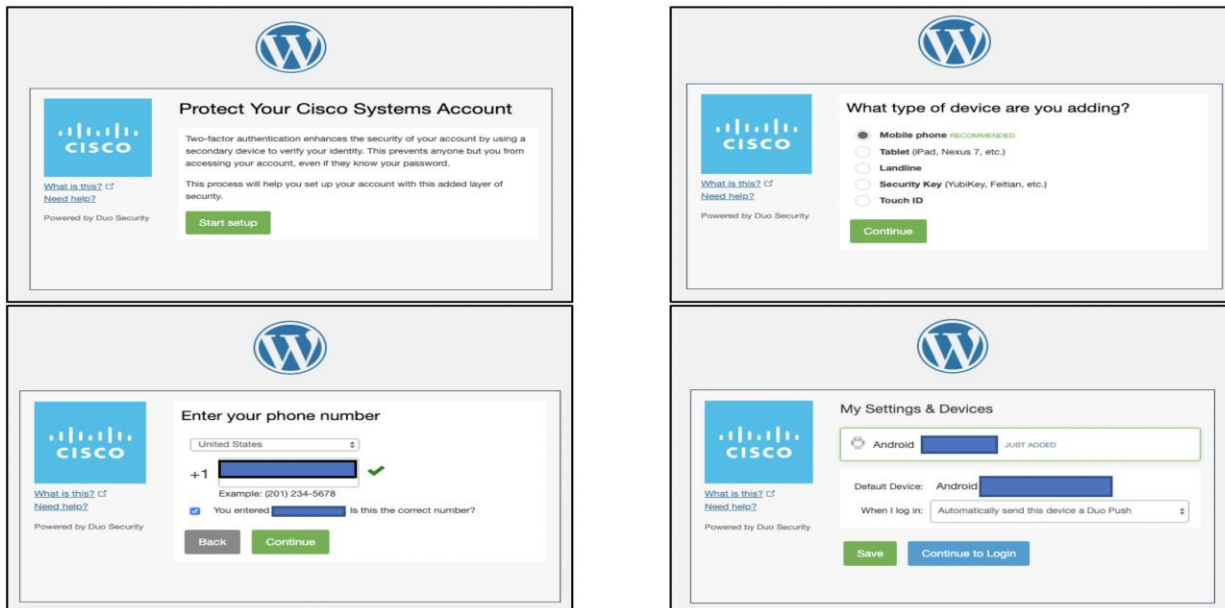 CISCO
What is this?
Need help?
Powered by Duo Security
Protect Your Cisco Systems Account
Two-factor authentication enhances the security of your account by using a
secondary device to verify your identity. This prevents anyone but you from
accessing your account, even if they know your password.
This process will help you set up your account with this added layer of
security.
Start setup
CISCO
What is this?
Need help?
Powered by Duo Security
What type of device are you adding?
Mobile phone RECOMMENDED
Tablet (iPad, Nexus 7, etc.)
Landline
Security Key (YubiKey, Feitian, etc.)
Touch ID
Continue
CISCO
What is this?
Need help?
Powered by Duo Security
Enter your phone number
United States
+1
Example: (201) 234-5678
You entered Is this the correct number?
Back Continue
CISCO
What is this?
Need help?
Powered by Duo Security
My Settings & Devices
Android JUST ADDED
Default Device: Android
When I log in: Automatically send this device a Duo Push
Save Continue to Login